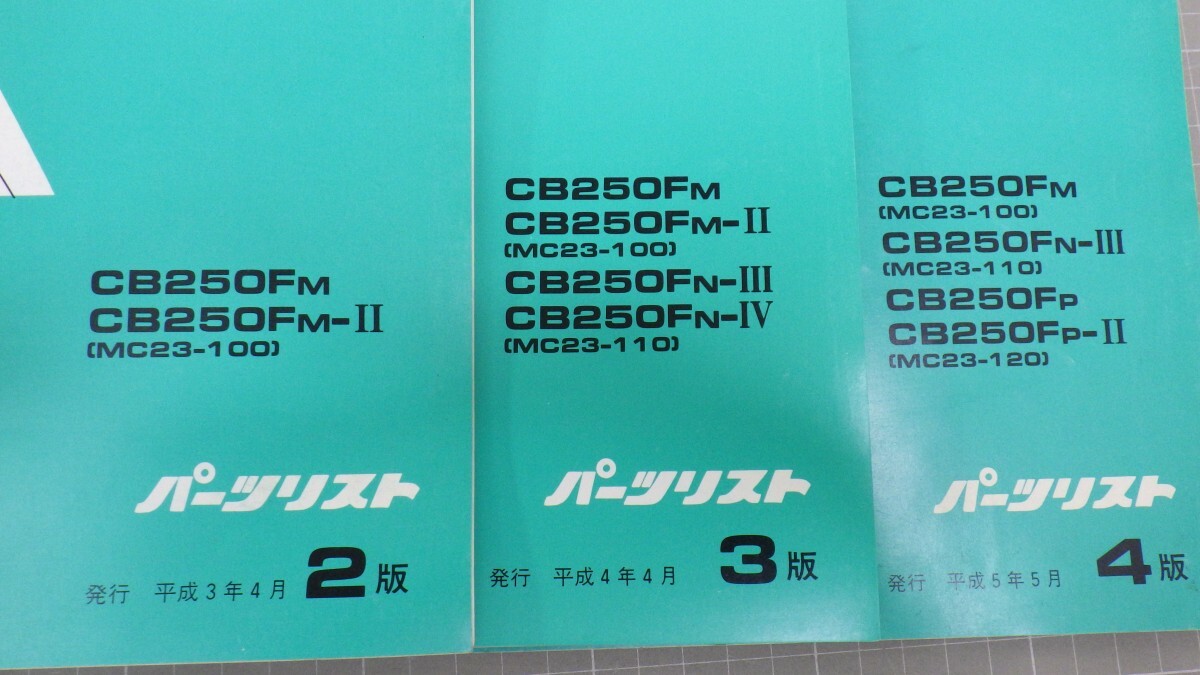 CB250FM
CB250FM-II
(MC23-100)
パーツリスト
発行 平成3年4月 2版
CB250FM
CB250FM-II
(MC23-100)
CB250FN-III
CB250FN-IV
(MC23-110)
パーツリスト
発行 平成4年4月 3版
CB250FM
(MC23-100)
CB250FN-III
(MC23-110)
CB250FP
CB250FP-II
(MC23-120)
パーツリスト
発行 平成5年5月 4版